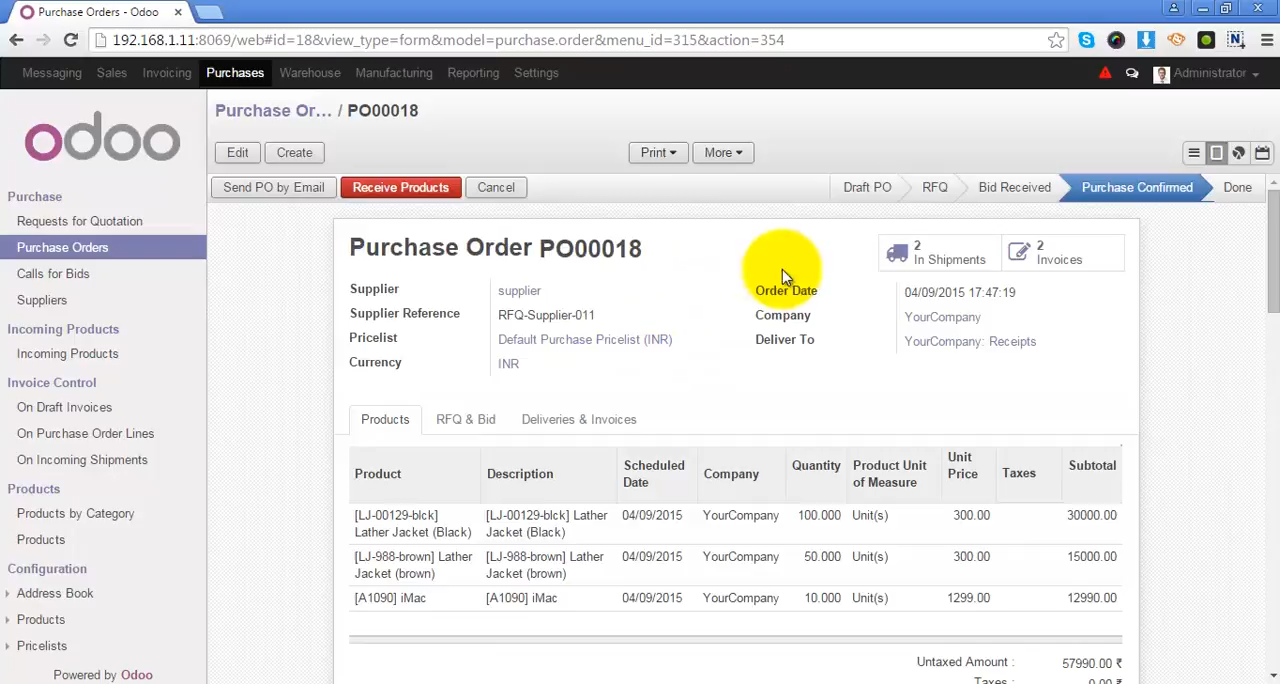 Purchase Orders - Odoo
192.168.1.11:8069/web#id=18&view_type=form&model=purchase.order&menu_id=315&action=354
Messaging Sales Invoicing Purchases Warehouse Manufacturing Reporting Settings Administrator
odoo
Purchase Or... / PO00018
Edit Create Print More
Send PO by Email Receive Products Cancel Draft PO RFQ Bid Received Purchase Confirmed Done
Purchase
Requests for Quotation
Purchase Orders
Calls for Bids
Suppliers
Incoming Products
Incoming Products
Invoice Control
On Draft Invoices
On Purchase Order Lines
On Incoming Shipments
Products
Products by Category
Products
Configuration
Address Book
Products
Pricelists
Powered by Odoo
Purchase Order PO00018
2 In Shipments
2 Invoices
Supplier supplier
Supplier Reference RFQ-Supplier-011
Pricelist Default Purchase Pricelist (INR)
Currency INR
Order Date 04/09/2015 17:47:19
Company YourCompany
Deliver To YourCompany: Receipts
Products RFQ & Bid Deliveries & Invoices
Product Description Scheduled Date Company Quantity Product Unit of Measure Unit Price Taxes Subtotal
[LJ-00129-blck] Lather Jacket (Black) [LJ-00129-blck] Lather Jacket (Black) 04/09/2015 YourCompany 100.000 Unit(s) 300.00 30000.00
[LJ-988-brown] Lather Jacket (brown) [LJ-988-brown] Lather Jacket (brown) 04/09/2015 YourCompany 50.000 Unit(s) 300.00 15000.00
[A1090] iMac [A1090] iMac 04/09/2015 YourCompany 10.000 Unit(s) 1299.00 12990.00
Untaxed Amount : 57990.00 ₹
Taxes : 0.00 ₹